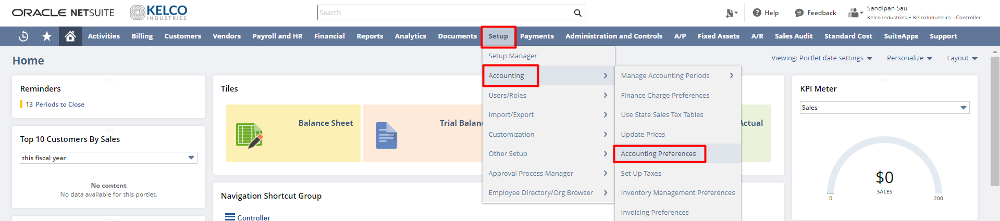 ORACLE NETSUITE
KELCO
INDUSTRIES
Search
Help
Feedback
Sandipan Sau
Kelco Industries - KelcoIndustries - Controller
Activities Billing Customers Vendors Payroll and HR Financial Reports Analytics Documents Setup Payments Administration and Controls A/P Fixed Assets A/R Sales Audit Standard Cost SuiteApps Support
Home
Viewing: Portlet date settings Personalize Layout
Reminders
13 Periods to Close
Top 10 Customers By Sales
this fiscal year
No content
No data available for this portlet.
Tiles
Balance Sheet
Trial Balan
Actual
Navigation Shortcut Group
Controller
Setup Manager
Accounting
Users/Roles
Import/Export
Customization
Other Setup
Approval Process Manager
Employee Directory/Org Browser
Manage Accounting Periods
Finance Charge Preferences
Use State Sales Tax Tables
Update Prices
Accounting Preferences
Set Up Taxes
Inventory Management Preferences
Invoicing Preferences
KPI Meter
Sales
$0
SALES
0 200